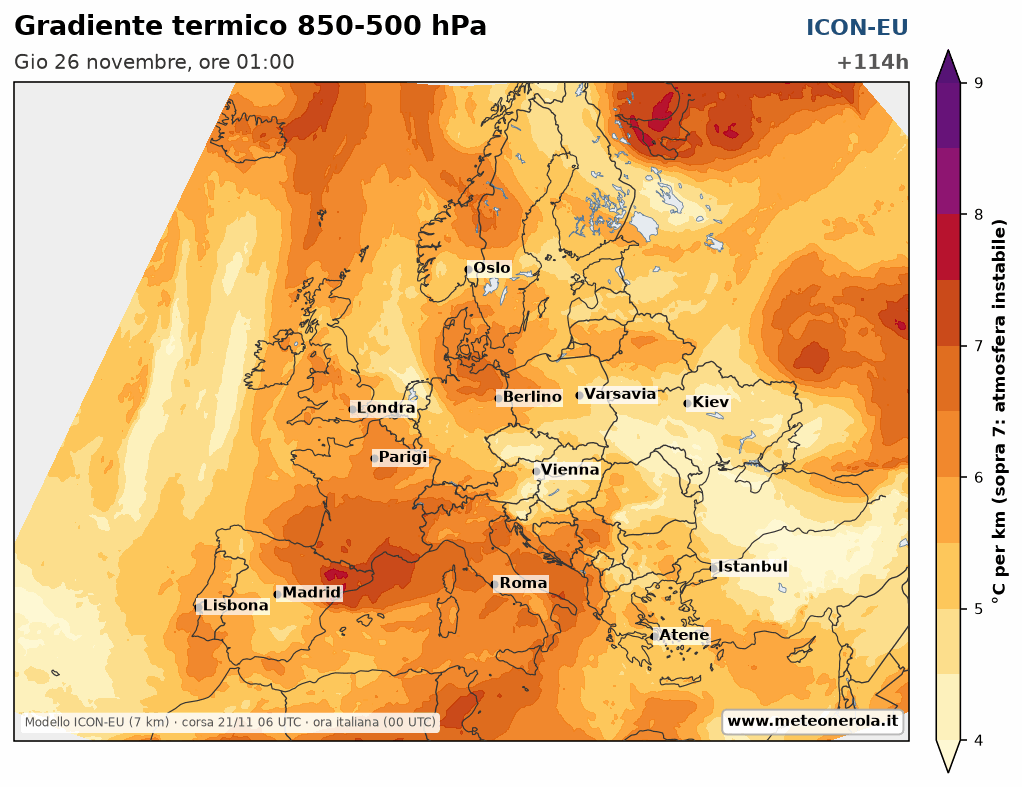 Gradiente termico 850-500 hPa
ICON-EU
Gio 26 novembre, ore 01:00
+114h
Oslo
Londra
Berlino
Varsavia
Kiev
Parigi
Vienna
Madrid
Lisbona
Roma
Istanbul
Atene
Modello ICON-EU (7 km) · corsa 21/11 06 UTC · ora italiana (00 UTC)
www.meteonerola.it
9
8
7
6
5
4
°C per km (sopra 7: atmosfera instabile)